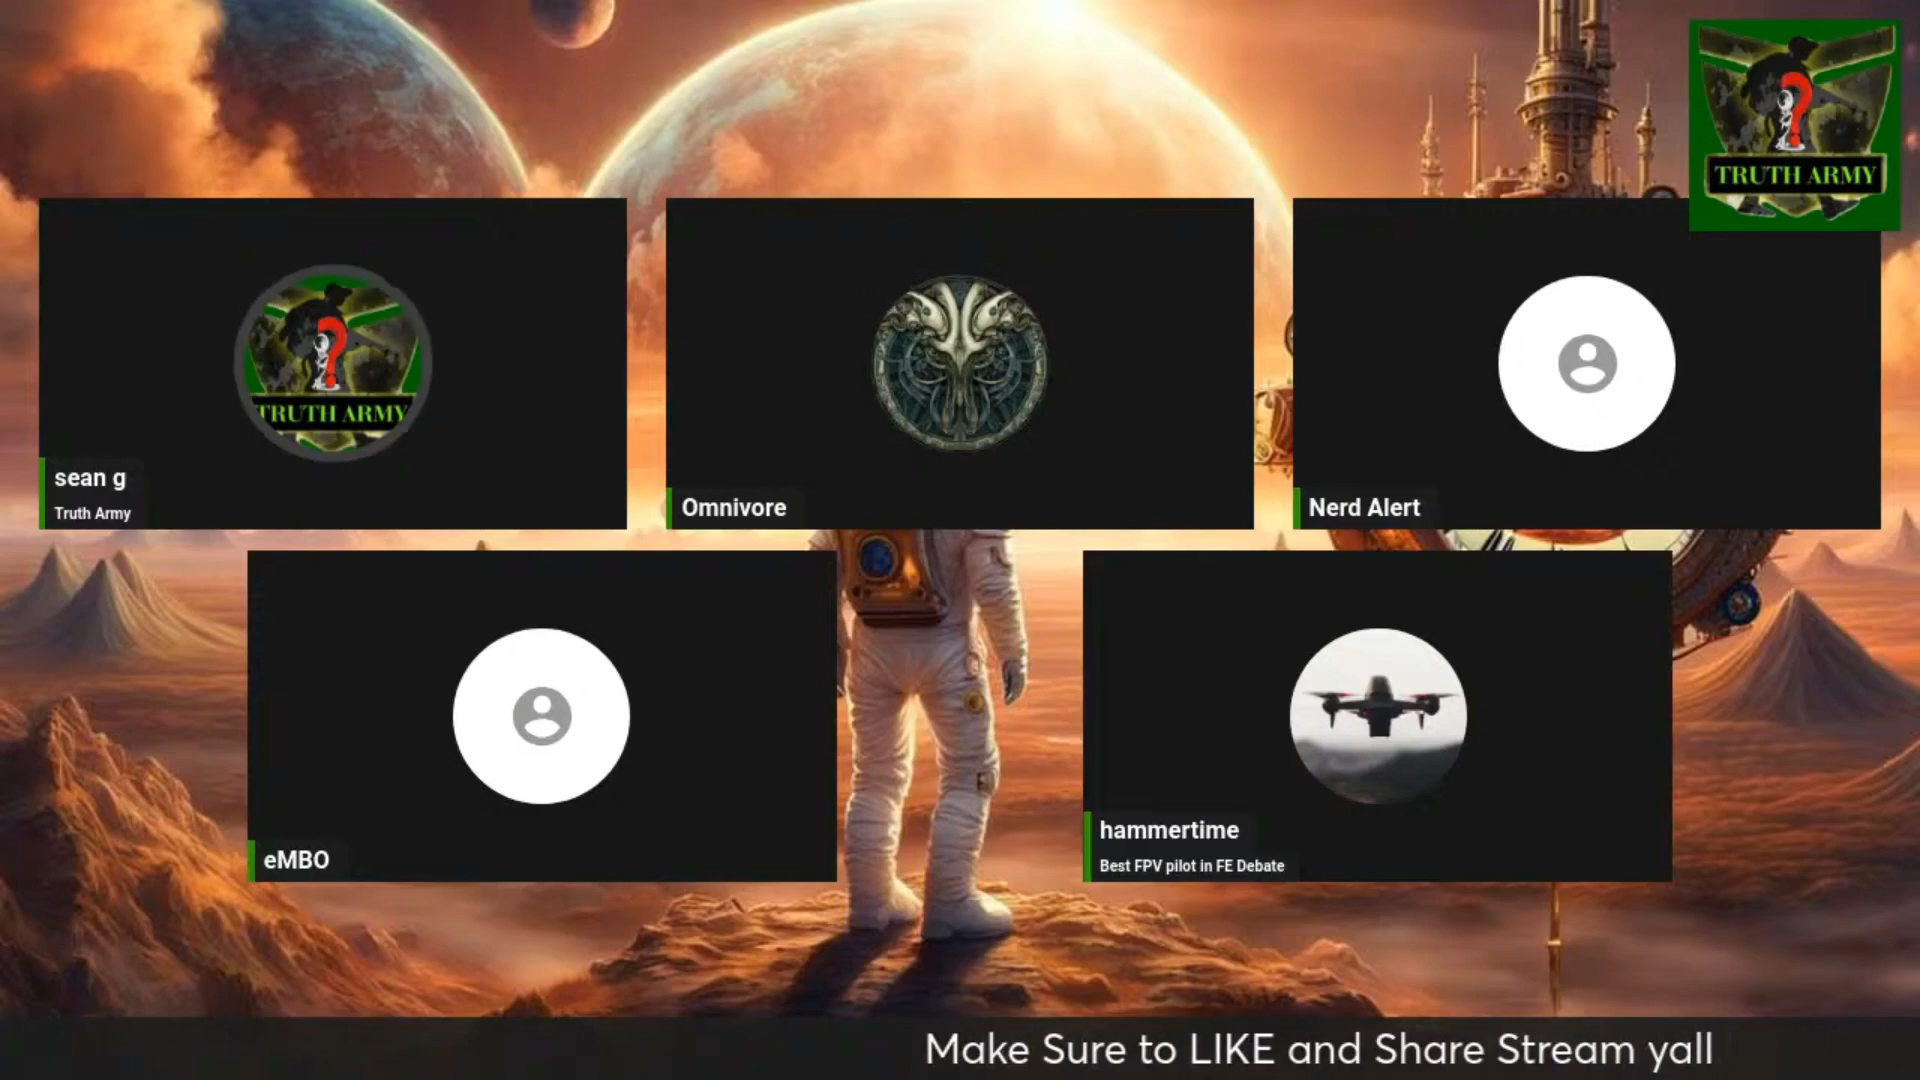 TRUTH ARMY
TRUTH ARMY
sean g
Truth Army
Omnivore
Nerd Alert
eMBO
hammertime
Best FPV pilot in FE Debate
Make Sure to LIKE and Share Stream yall